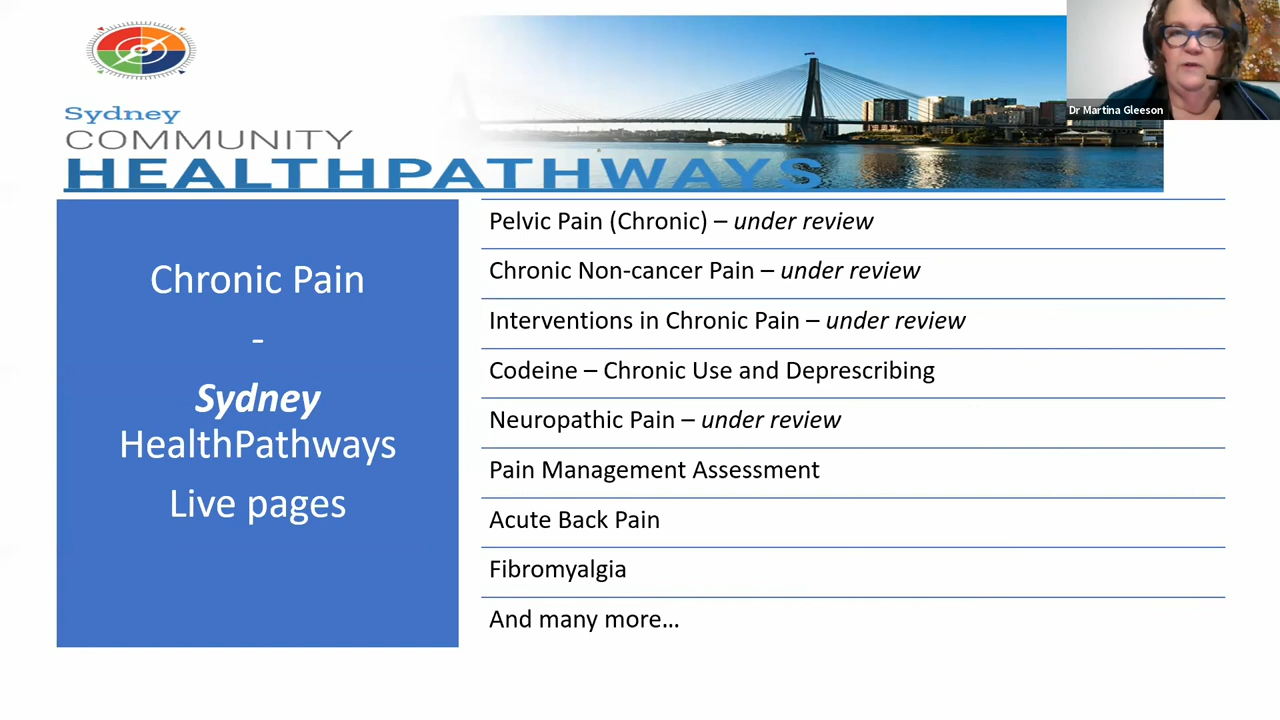 Sydney
COMMUNITY
HEALTHPATHWAYS
Dr Martina Gleeson
Chronic Pain
-
Sydney
HealthPathways
Live pages
Pelvic Pain (Chronic) – under review
Chronic Non-cancer Pain – under review
Interventions in Chronic Pain – under review
Codeine – Chronic Use and Deprescribing
Neuropathic Pain – under review
Pain Management Assessment
Acute Back Pain
Fibromyalgia
And many more…